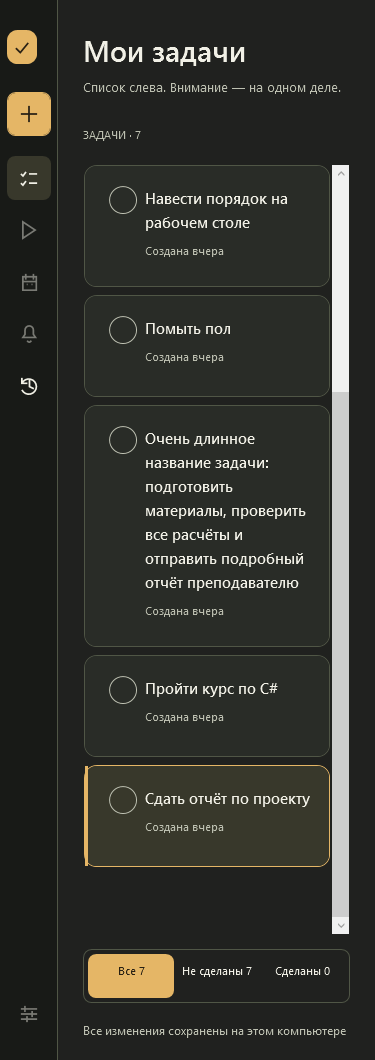 Мои задачи
Список слева. Внимание — на одном деле.
ЗАДАЧИ · 7
Навести порядок на
рабочем столе
Создана вчера
Помыть пол
Создана вчера
Очень длинное
название задачи:
подготовить
материалы, проверить
все расчёты и
отправить подробный
отчёт преподавателю
Создана вчера
Пройти курс по C#
Создана вчера
Сдать отчёт по проекту
Создана вчера
Все 7 Не сделаны 7 Сделаны 0
Все изменения сохранены на этом компьютере